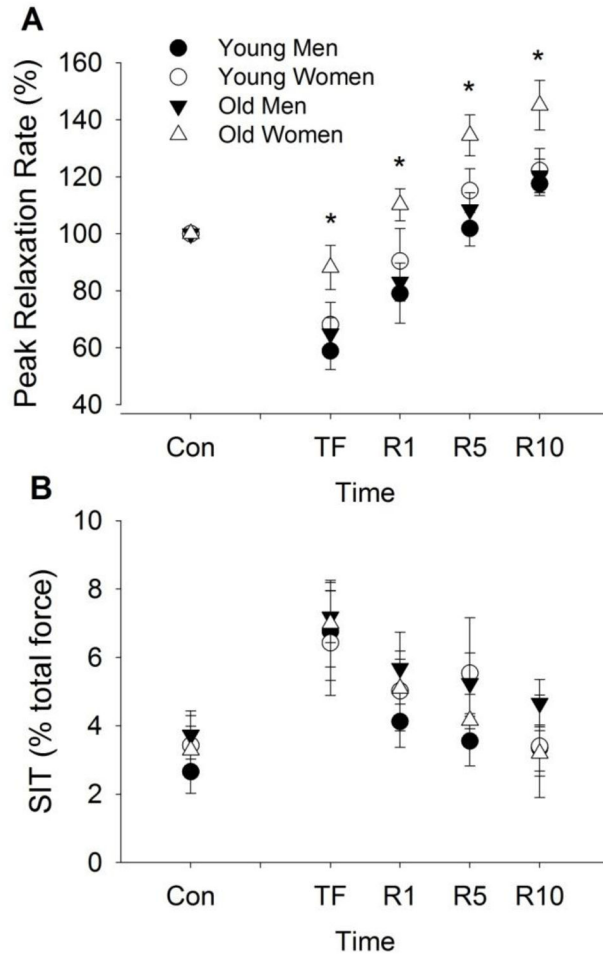 A
Young Men
Young Women
Old Men
Old Women
Peak Relaxation Rate (%)
160
140
120
100
80
60
40
* * * *
Con TF R1 R5 R10
Time
B
SIT (% total force)
10
8
6
4
2
0
Con TF R1 R5 R10
Time